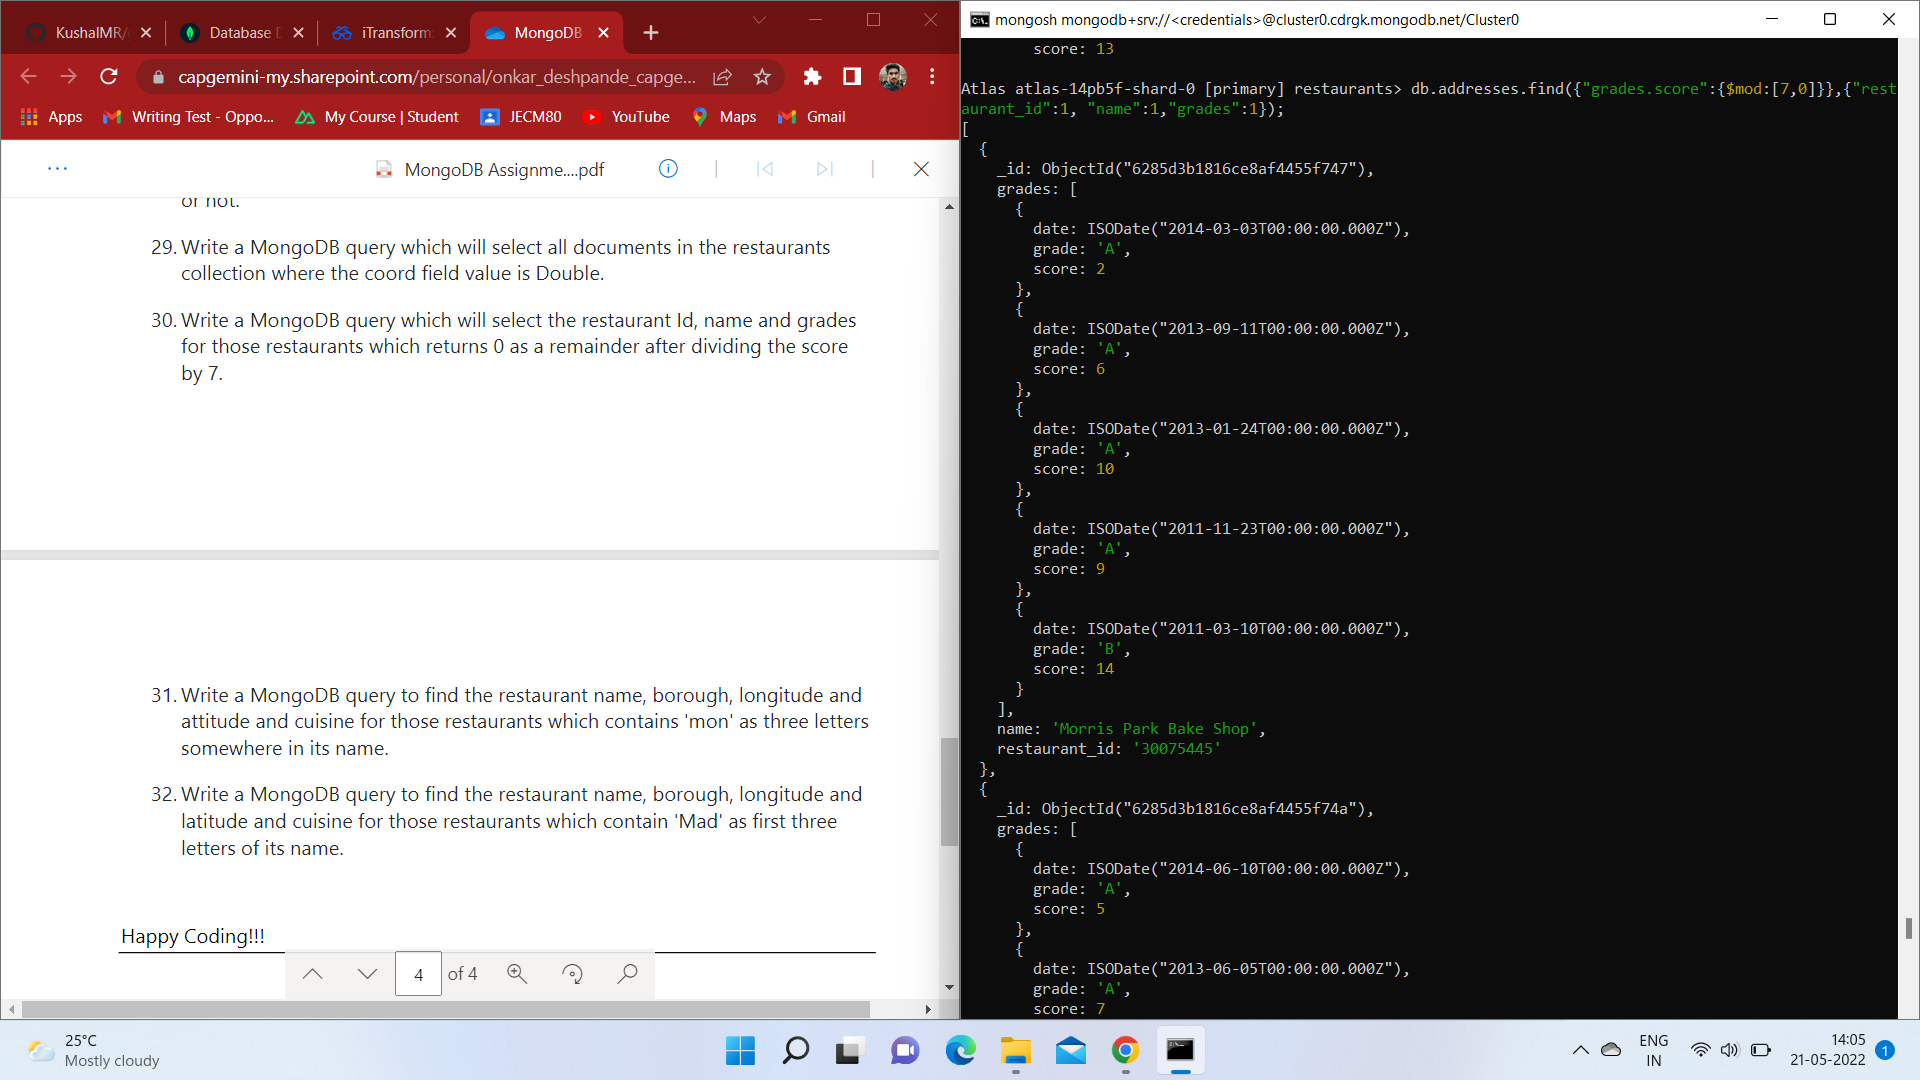 KushalMR/
Database D
iTransform
MongoDB
capgemini-my.sharepoint.com/personal/onkar_deshpande_capge...
Apps
Writing Test - Oppo...
My Course | Student
JECM80
YouTube
Maps
Gmail
MongoDB Assignme....pdf
or not.
29. Write a MongoDB query which will select all documents in the restaurants
collection where the coord field value is Double.
30. Write a MongoDB query which will select the restaurant Id, name and grades
for those restaurants which returns 0 as a remainder after dividing the score
by 7.
31. Write a MongoDB query to find the restaurant name, borough, longitude and
attitude and cuisine for those restaurants which contains 'mon' as three letters
somewhere in its name.
32. Write a MongoDB query to find the restaurant name, borough, longitude and
latitude and cuisine for those restaurants which contain 'Mad' as first three
letters of its name.
Happy Coding!!!
4 of 4
mongosh mongodb+srv://<credentials>@cluster0.cdrgk.mongodb.net/Cluster0
score: 13
Atlas atlas-14pb5f-shard-0 [primary] restaurants> db.addresses.find({"grades.score":{$mod:[7,0]}},{"rest
aurant_id":1, "name":1,"grades":1});
[
{
_id: ObjectId("6285d3b1816ce8af4455f747"),
grades: [
{
date: ISODate("2014-03-03T00:00:00.000Z"),
grade: 'A',
score: 2
},
{
date: ISODate("2013-09-11T00:00:00.000Z"),
grade: 'A',
score: 6
},
{
date: ISODate("2013-01-24T00:00:00.000Z"),
grade: 'A',
score: 10
},
{
date: ISODate("2011-11-23T00:00:00.000Z"),
grade: 'A',
score: 9
},
{
date: ISODate("2011-03-10T00:00:00.000Z"),
grade: 'B',
score: 14
}
],
name: 'Morris Park Bake Shop',
restaurant_id: '30075445'
},
{
_id: ObjectId("6285d3b1816ce8af4455f74a"),
grades: [
{
date: ISODate("2014-06-10T00:00:00.000Z"),
grade: 'A',
score: 5
},
{
date: ISODate("2013-06-05T00:00:00.000Z"),
grade: 'A',
score: 7
25°C
Mostly cloudy
ENG
IN
14:05
21-05-2022
1